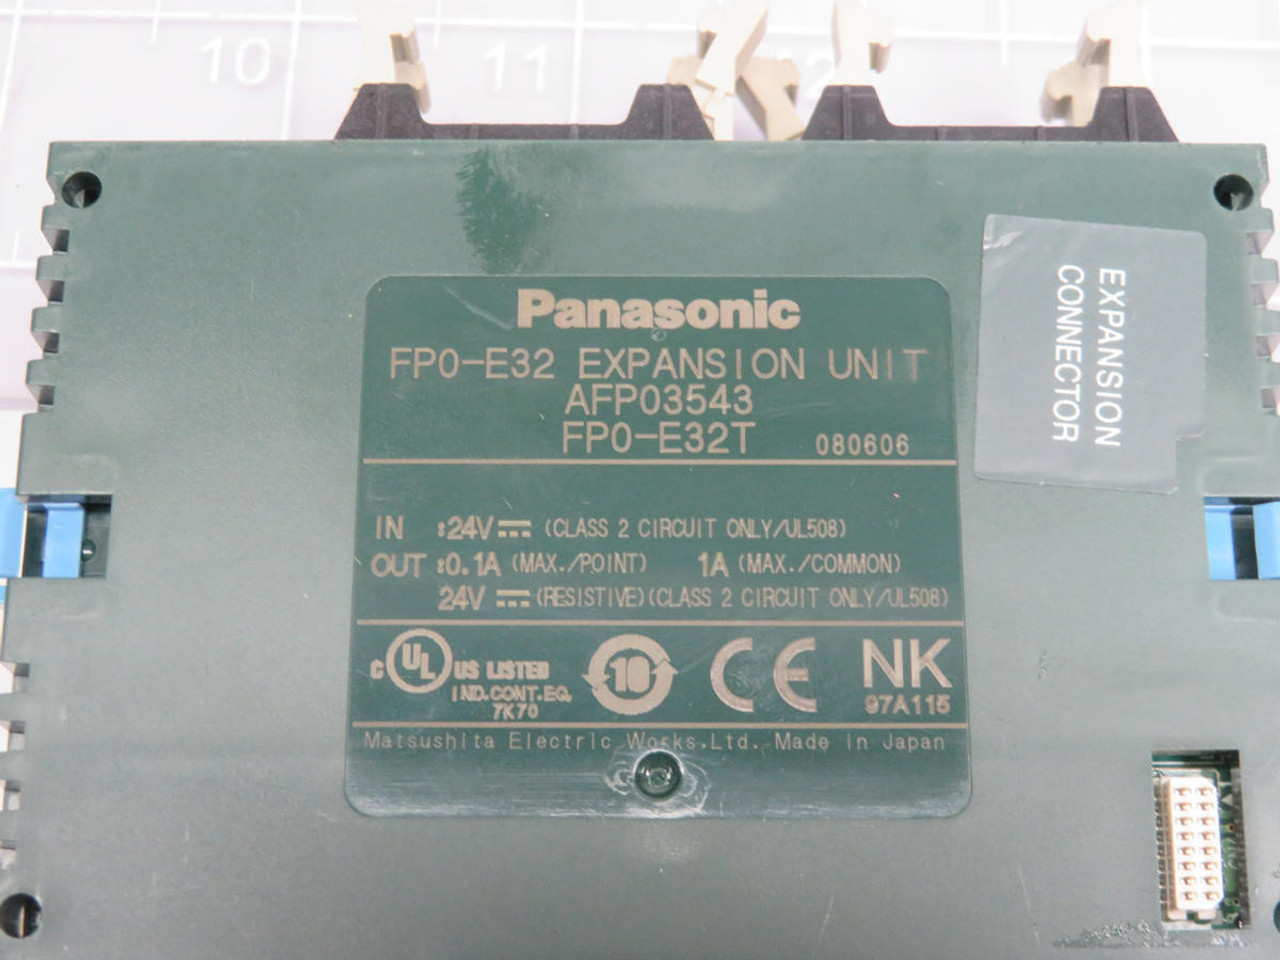 10 11 12
Panasonic
FP0-E32 EXPANSION UNIT
AFP03543
FP0-E32T 080606
IN :24V (CLASS 2 CIRCUIT ONLY/UL508)
OUT :0.1A (MAX./POINT) 1A (MAX./COMMON)
24V (RESISTIVE)(CLASS 2 CIRCUIT ONLY/UL508)
C UL US LISTED
IND.CONT.EQ.
7K70
10
CE
NK
97A115
Matsushita Electric Works.Ltd. Made in Japan
EXPANSION
CONNECTOR